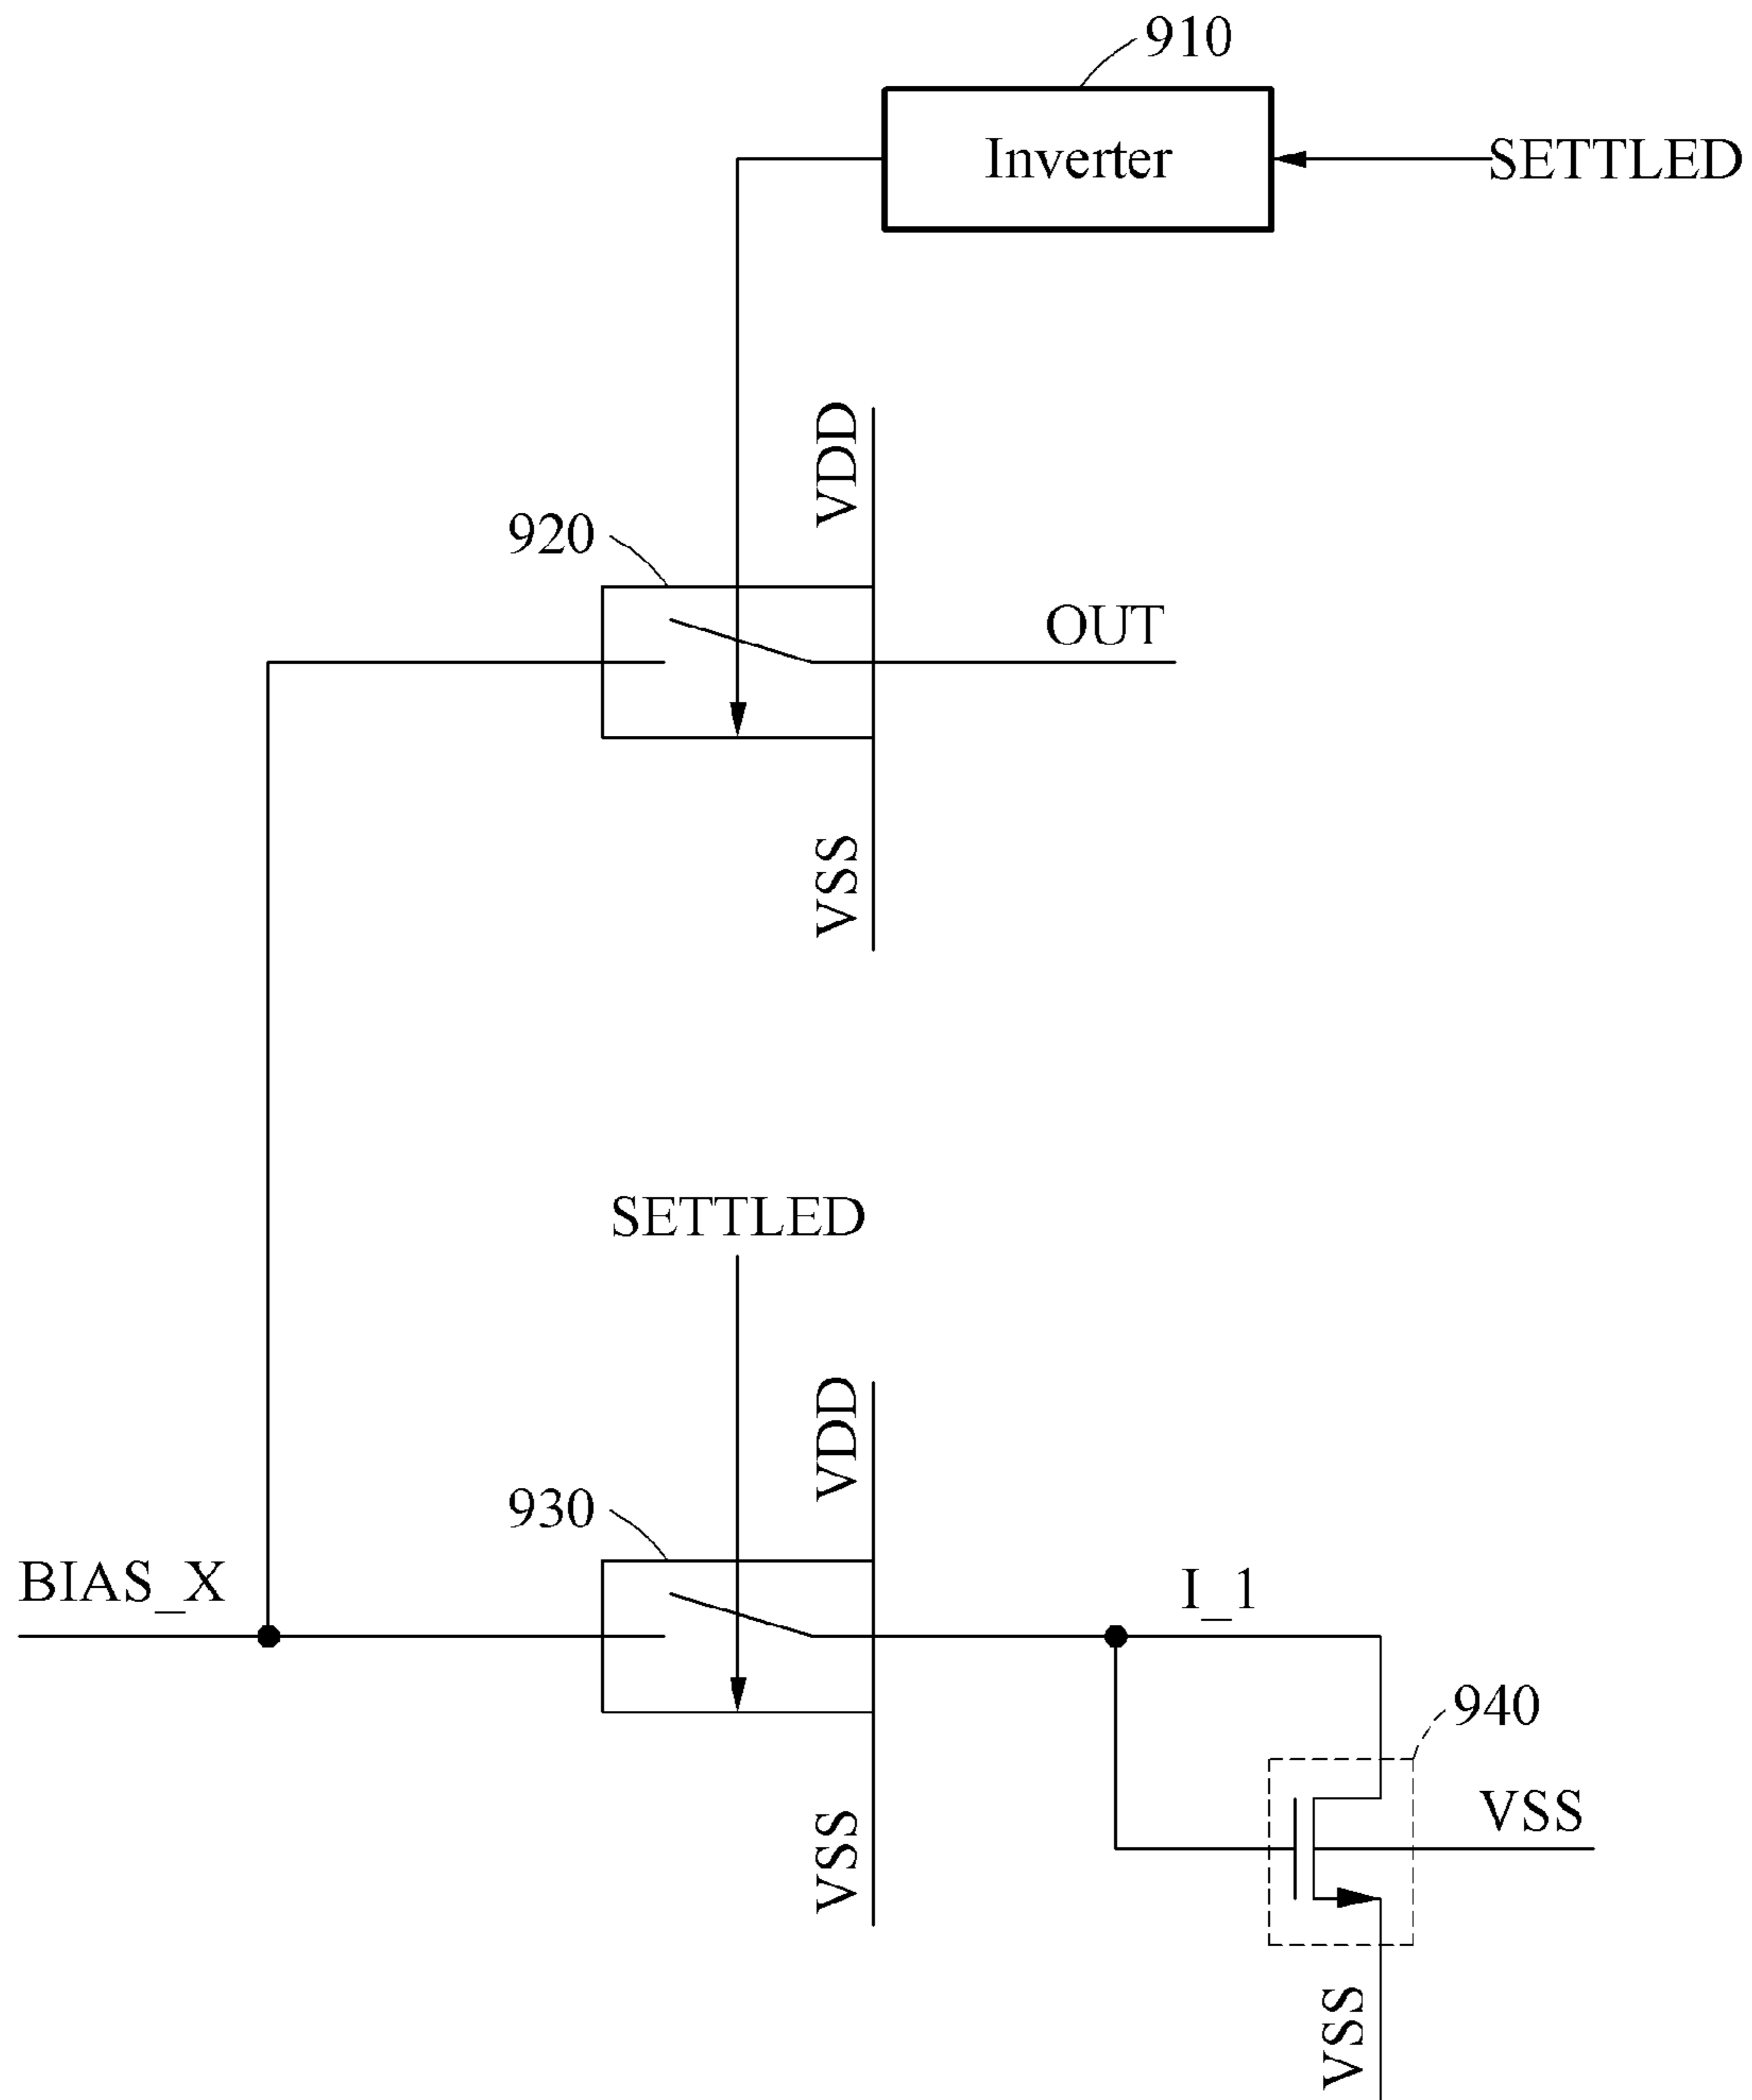 910
Inverter
SETTLED
VDD
920
OUT
VSS
SETTLED
VDD
930
BIAS_X
I_1
940
VSS
VSS
VSS